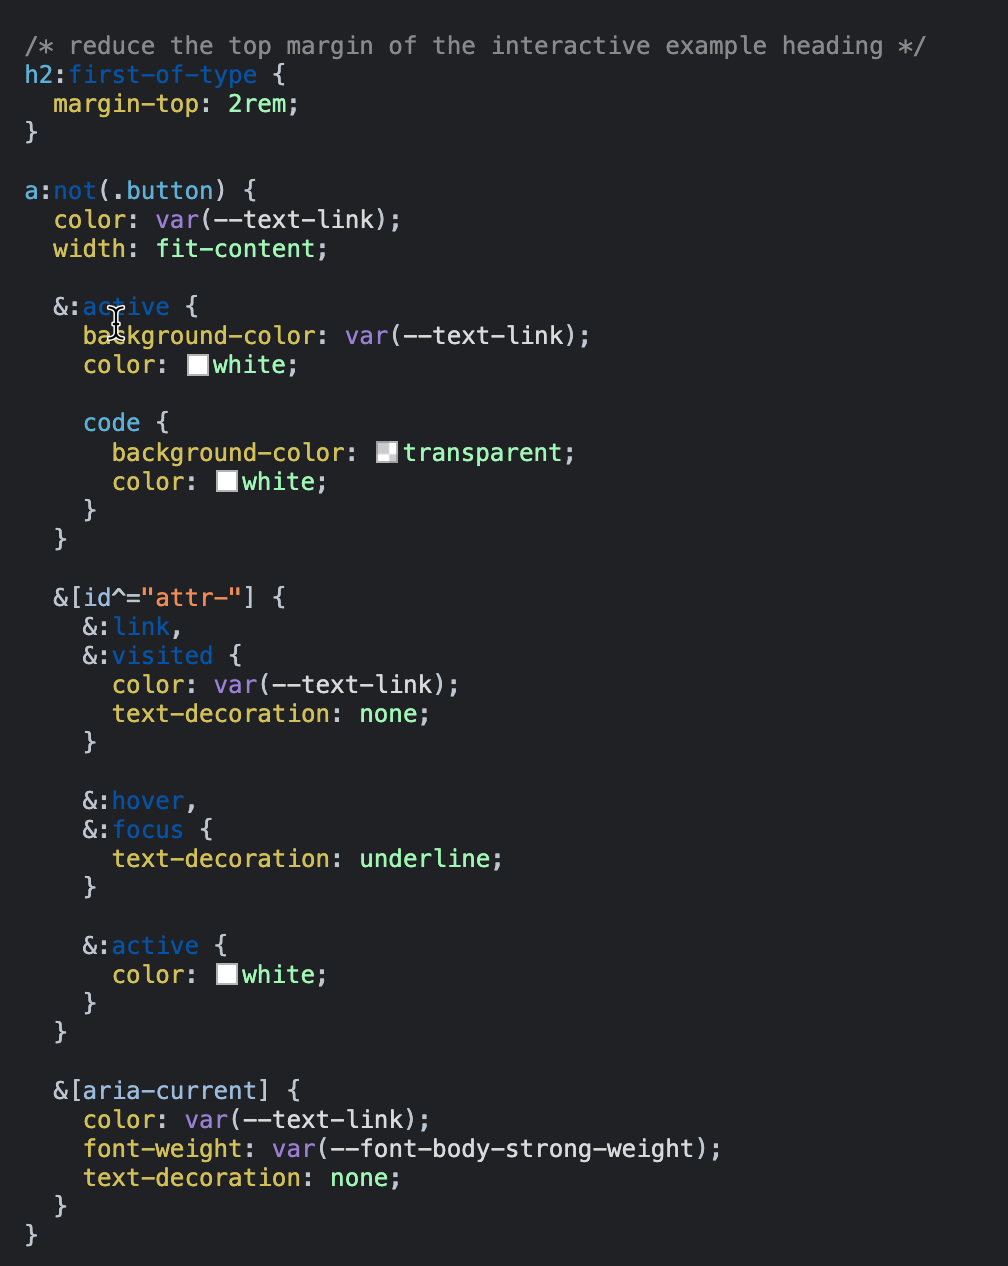 /* reduce the top margin of the interactive example heading */
h2:first-of-type {
  margin-top: 2rem;
}

a:not(.button) {
  color: var(--text-link);
  width: fit-content;

  &:active {
    background-color: var(--text-link);
    color: white;

    code {
      background-color: transparent;
      color: white;
    }
  }

  &[id^="attr-"] {
    &:link,
    &:visited {
      color: var(--text-link);
      text-decoration: none;
    }

    &:hover,
    &:focus {
      text-decoration: underline;
    }

    &:active {
      color: white;
    }
  }

  &[aria-current] {
    color: var(--text-link);
    font-weight: var(--font-body-strong-weight);
    text-decoration: none;
  }
}